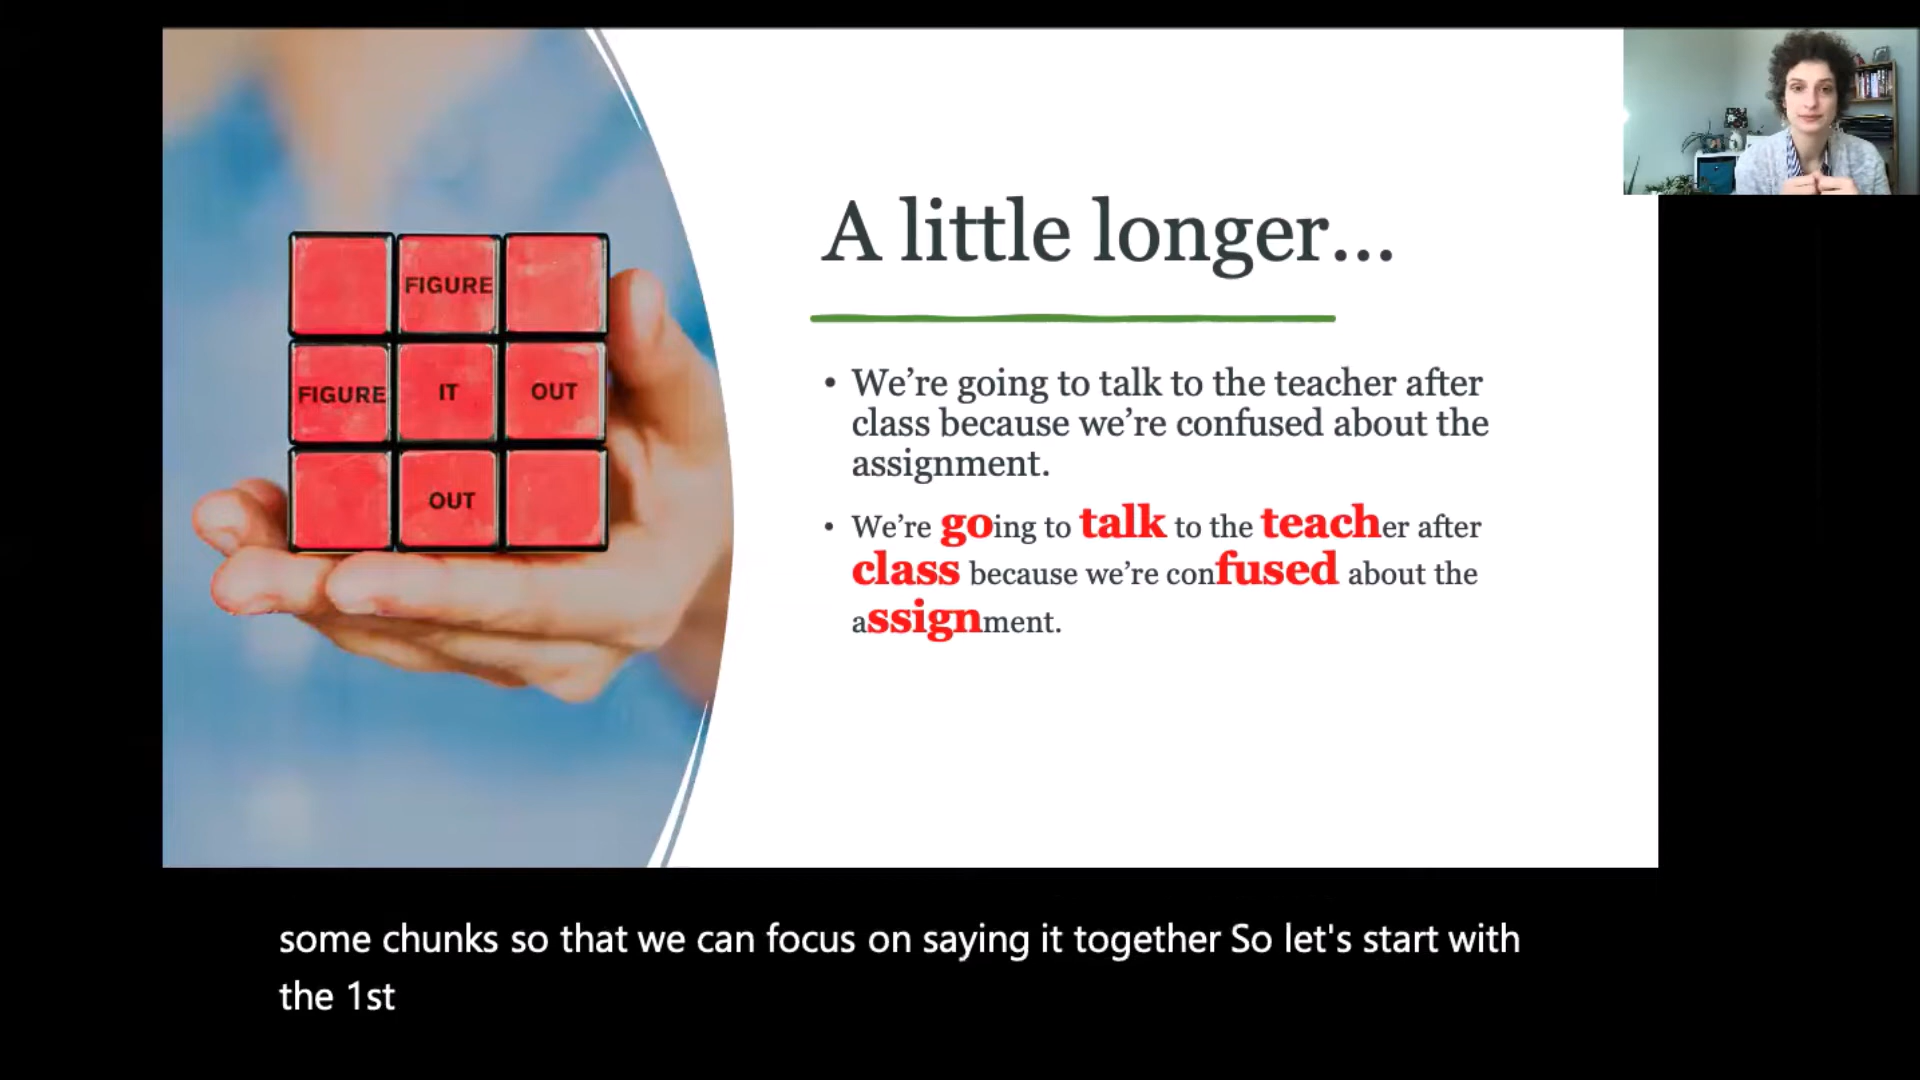 FIGURE
FIGURE IT OUT
OUT
A little longer...
• We’re going to talk to the teacher after
class because we’re confused about the
assignment.
• We’re going to talk to the teacher after
class because we’re confused about the
assignment.
some chunks so that we can focus on saying it together So let's start with
the 1st